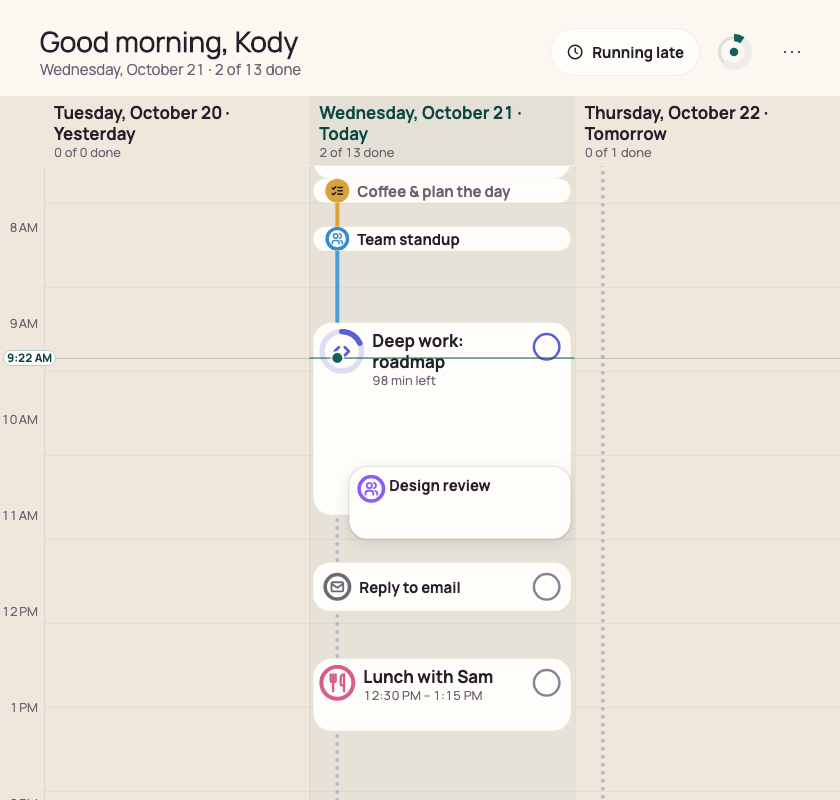 Good morning, Kody
Wednesday, October 21 · 2 of 13 done
Running late
Tuesday, October 20 ·
Yesterday
0 of 0 done
Wednesday, October 21 ·
Today
2 of 13 done
Thursday, October 22 ·
Tomorrow
0 of 1 done
Coffee & plan the day
8 AM
Team standup
9 AM
Deep work:
roadmap
98 min left
9:22 AM
10 AM
Design review
11 AM
Reply to email
12 PM
Lunch with Sam
12:30 PM – 1:15 PM
1 PM